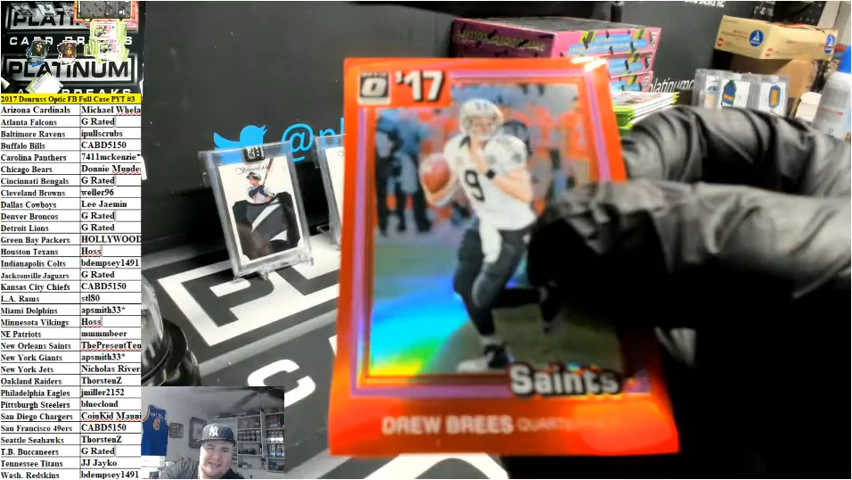 PLATINUM
CARD BREAKS
PLATINUM
2017 Donruss Optic FB Full Case PYT #3
Arizona Cardinals Michael Whela
Atlanta Falcons G Rated
Baltimore Ravens ipullscrubs
Buffalo Bills CABD5150
Carolina Panthers 7411mckenzie*
Chicago Bears Donnie Munde
Cincinnati Bengals G Rated
Cleveland Browns weller96
Dallas Cowboys Lee Jaemin
Denver Broncos G Rated
Detroit Lions G Rated
Green Bay Packers HOLLYWOOD
Houston Texans Hoss
Indianapolis Colts bdempsey1491
Jacksonville Jaguars G Rated
Kansas City Chiefs CABD5150
L.A. Rams stl80
Miami Dolphins apsmith33*
Minnesota Vikings Hoss
NE Patriots mmmmbeer
New Orleans Saints ThePresentTen
New York Giants apsmith33*
New York Jets Nicholas River
Oakland Raiders ThorstenZ
Philadelphia Eagles jmiller2152
Pittsburgh Steelers bluecloud
San Diego Chargers CoinKid Manni
San Francisco 49ers CABD5150
Seattle Seahawks ThorstenZ
T.B. Buccaneers G Rated
Tennessee Titans JJ Jayko
Wash. Redskins bdempsey1491
'17
9
Saints
DREW BREES